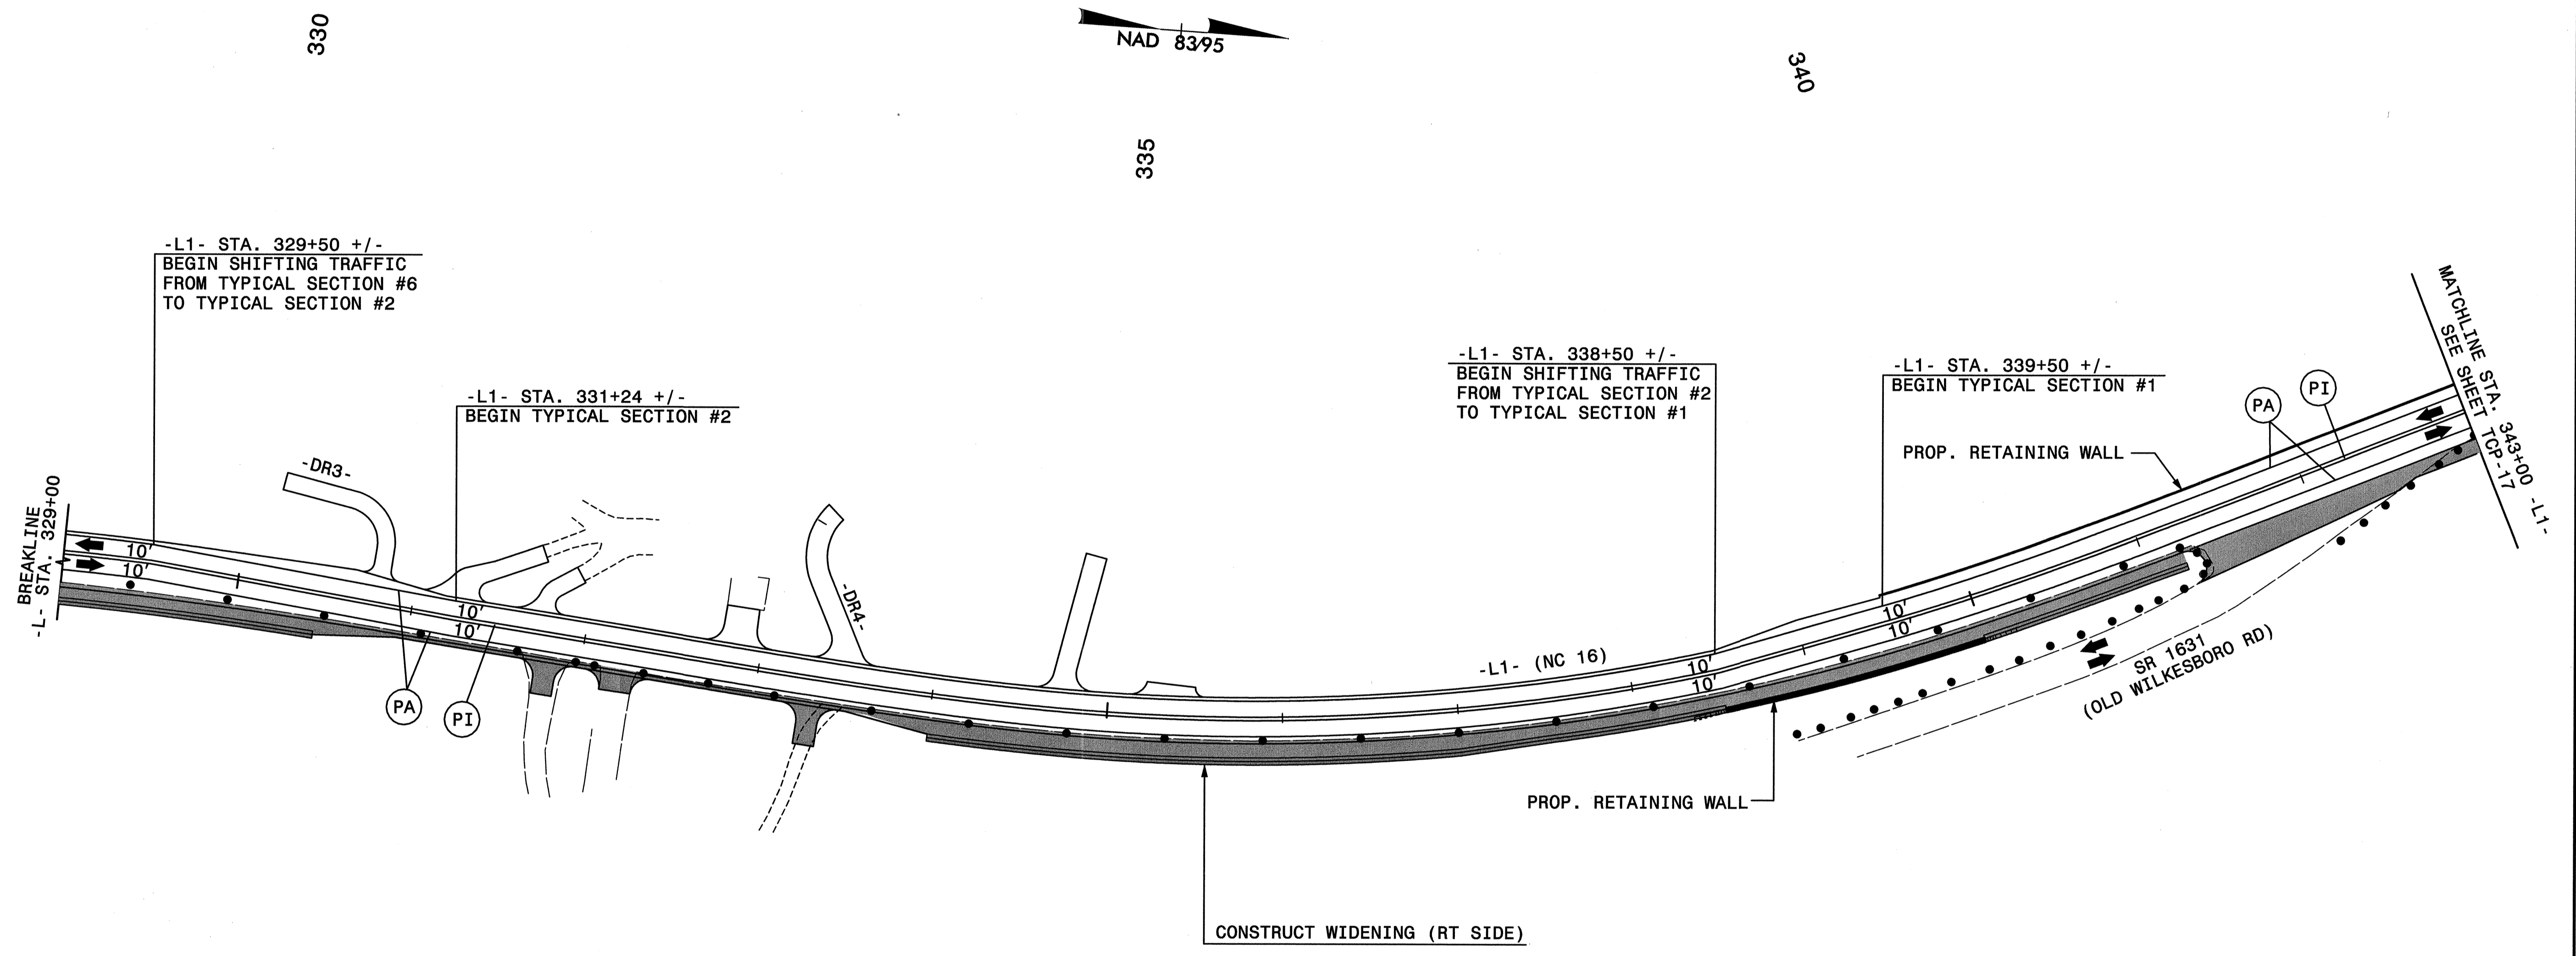 330
NAD 83/95
340
335
-L1- STA. 329+50 +/-
BEGIN SHIFTING TRAFFIC
FROM TYPICAL SECTION #6
TO TYPICAL SECTION #2
-L1- STA. 331+24 +/-
BEGIN TYPICAL SECTION #2
-L1- STA. 338+50 +/-
BEGIN SHIFTING TRAFFIC
FROM TYPICAL SECTION #2
TO TYPICAL SECTION #1
-L1- STA. 339+50 +/-
BEGIN TYPICAL SECTION #1
PA
PI
MATCHLINE STA. 343+00 -L1-
SEE SHEET TCP-17
PROP. RETAINING WALL
-DR3-
BREAKLINE
-L- STA. 329+00
10'
10'
10'
10'
-DR4-
-L1- (NC 16)
10'
10'
10'
10'
SR 1631
(OLD WILKESBORO RD)
PA
PI
PROP. RETAINING WALL
CONSTRUCT WIDENING (RT SIDE)